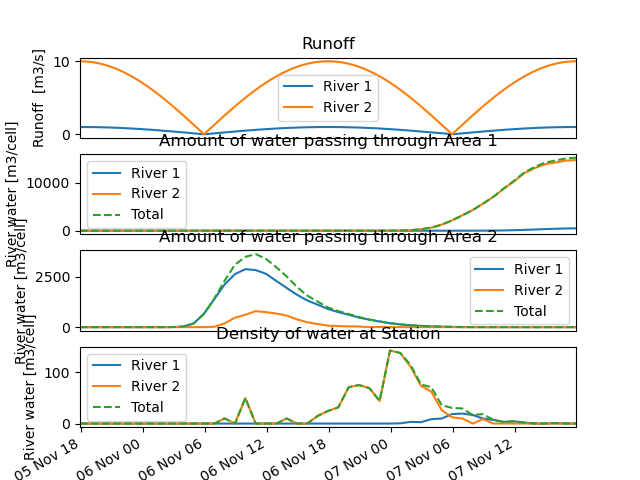 Runoff
Runoff  [m3/s]
10
0
River 1
River 2
Amount of water passing through Area 1
River water [m3/cell]
10000
0
River 1
River 2
Total
Amount of water passing through Area 2
River water [m3/cell]
2500
0
River 1
River 2
Total
Density of water at Station
River water [m3/cell]
100
0
River 1
River 2
Total
05 Nov 18
06 Nov 00
06 Nov 06
06 Nov 12
06 Nov 18
07 Nov 00
07 Nov 06
07 Nov 12